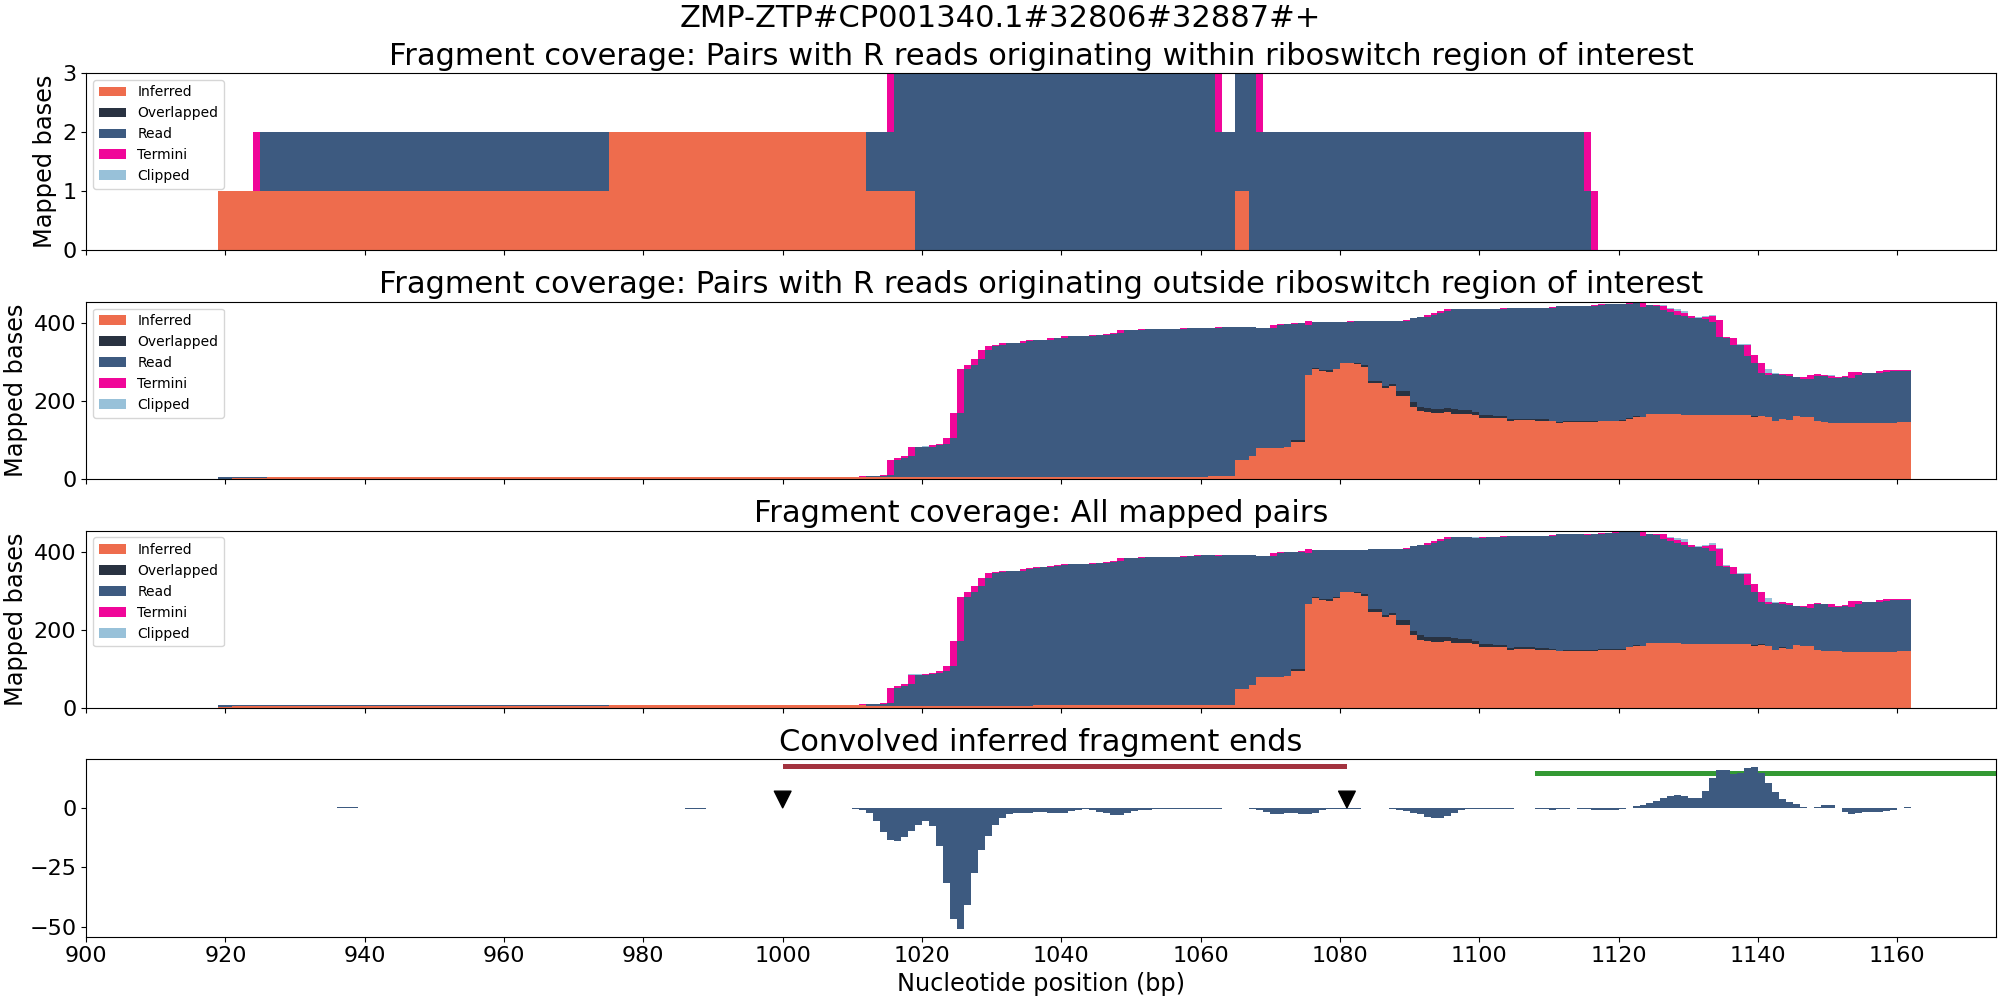 ZMP-ZTP#CP001340.1#32806#32887#+
Fragment coverage: Pairs with R reads originating within riboswitch region of interest
Mapped bases
3
2
1
0
Inferred
Overlapped
Read
Termini
Clipped
Fragment coverage: Pairs with R reads originating outside riboswitch region of interest
Mapped bases
400
200
0
Inferred
Overlapped
Read
Termini
Clipped
Fragment coverage: All mapped pairs
Mapped bases
400
200
0
Inferred
Overlapped
Read
Termini
Clipped
Convolved inferred fragment ends
0
−25
−50
900 920 940 960 980 1000 1020 1040 1060 1080 1100 1120 1140 1160
Nucleotide position (bp)